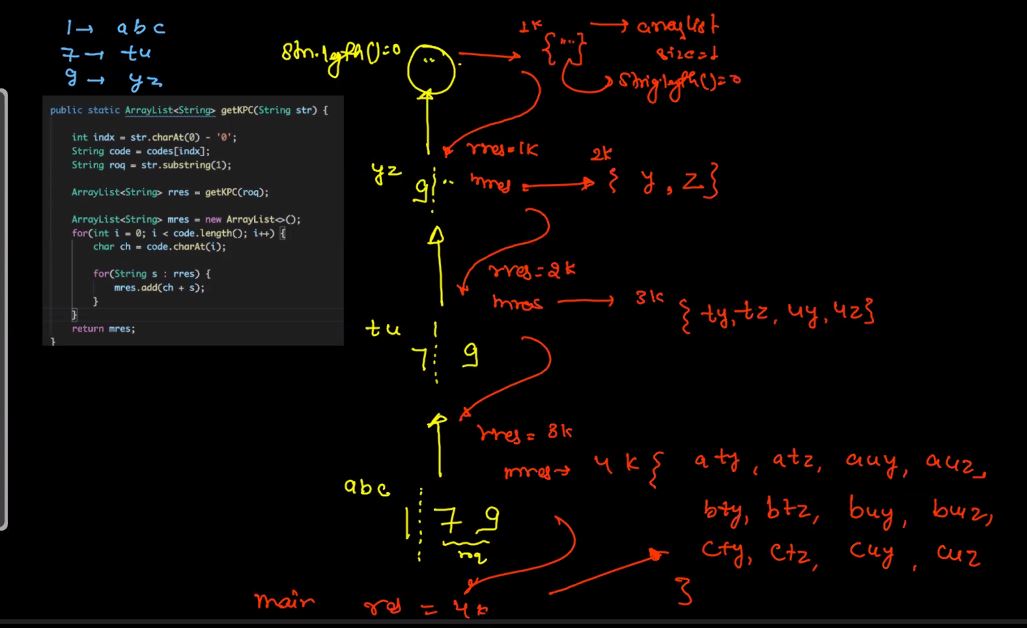 1 → abc
7 → tu
9 → yz
public static ArrayList<String> getKPC(String str) {
int indx = str.charAt(0) - '0';
String code = codes[indx];
String roq = str.substring(1);
ArrayList<String> rres = getKPC(roq);
ArrayList<String> mres = new ArrayList<>();
for(int i = 0; i < code.length(); i++) {
char ch = code.charAt(i);
for(String s : rres) {
mres.add(ch + s);
}
}
return mres;
}
Str.legth()=0
1k {".."} → arraylist
size=1
String.legth()=0
rres=1k
yz
9 ..
mres → 2k { y, z }
rres=2k
mres → 3k { ty, tz, uy, uz }
tu
7 9
rres = 3k
mres → 4k { aty, atz, auy, auz,
bty, btz, buy, buz,
cty, ctz, cuy, cuz
}
abc
1 7 9
roq
main res = 4k